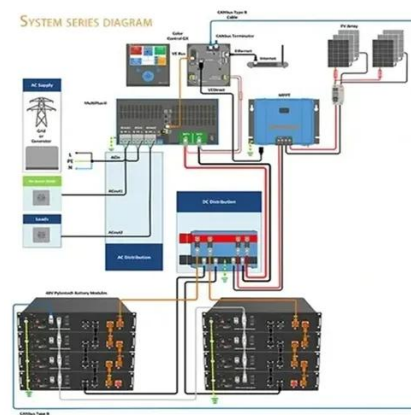 SYSTEM SERIES DIAGRAM
CANbus Type B
CANbus Terminator
Color
Control GX
VE.Bus
Ethernet
Internet
PV Array
AC Supply
Grid
or
Generator
MultiPlus-II
VE.Direct
MPPT
L
PE
N
ACin
ACout1
Loads
ACout2
AC Distribution
DC Distribution
48V Pylontech Battery Modules
CANbus Type B